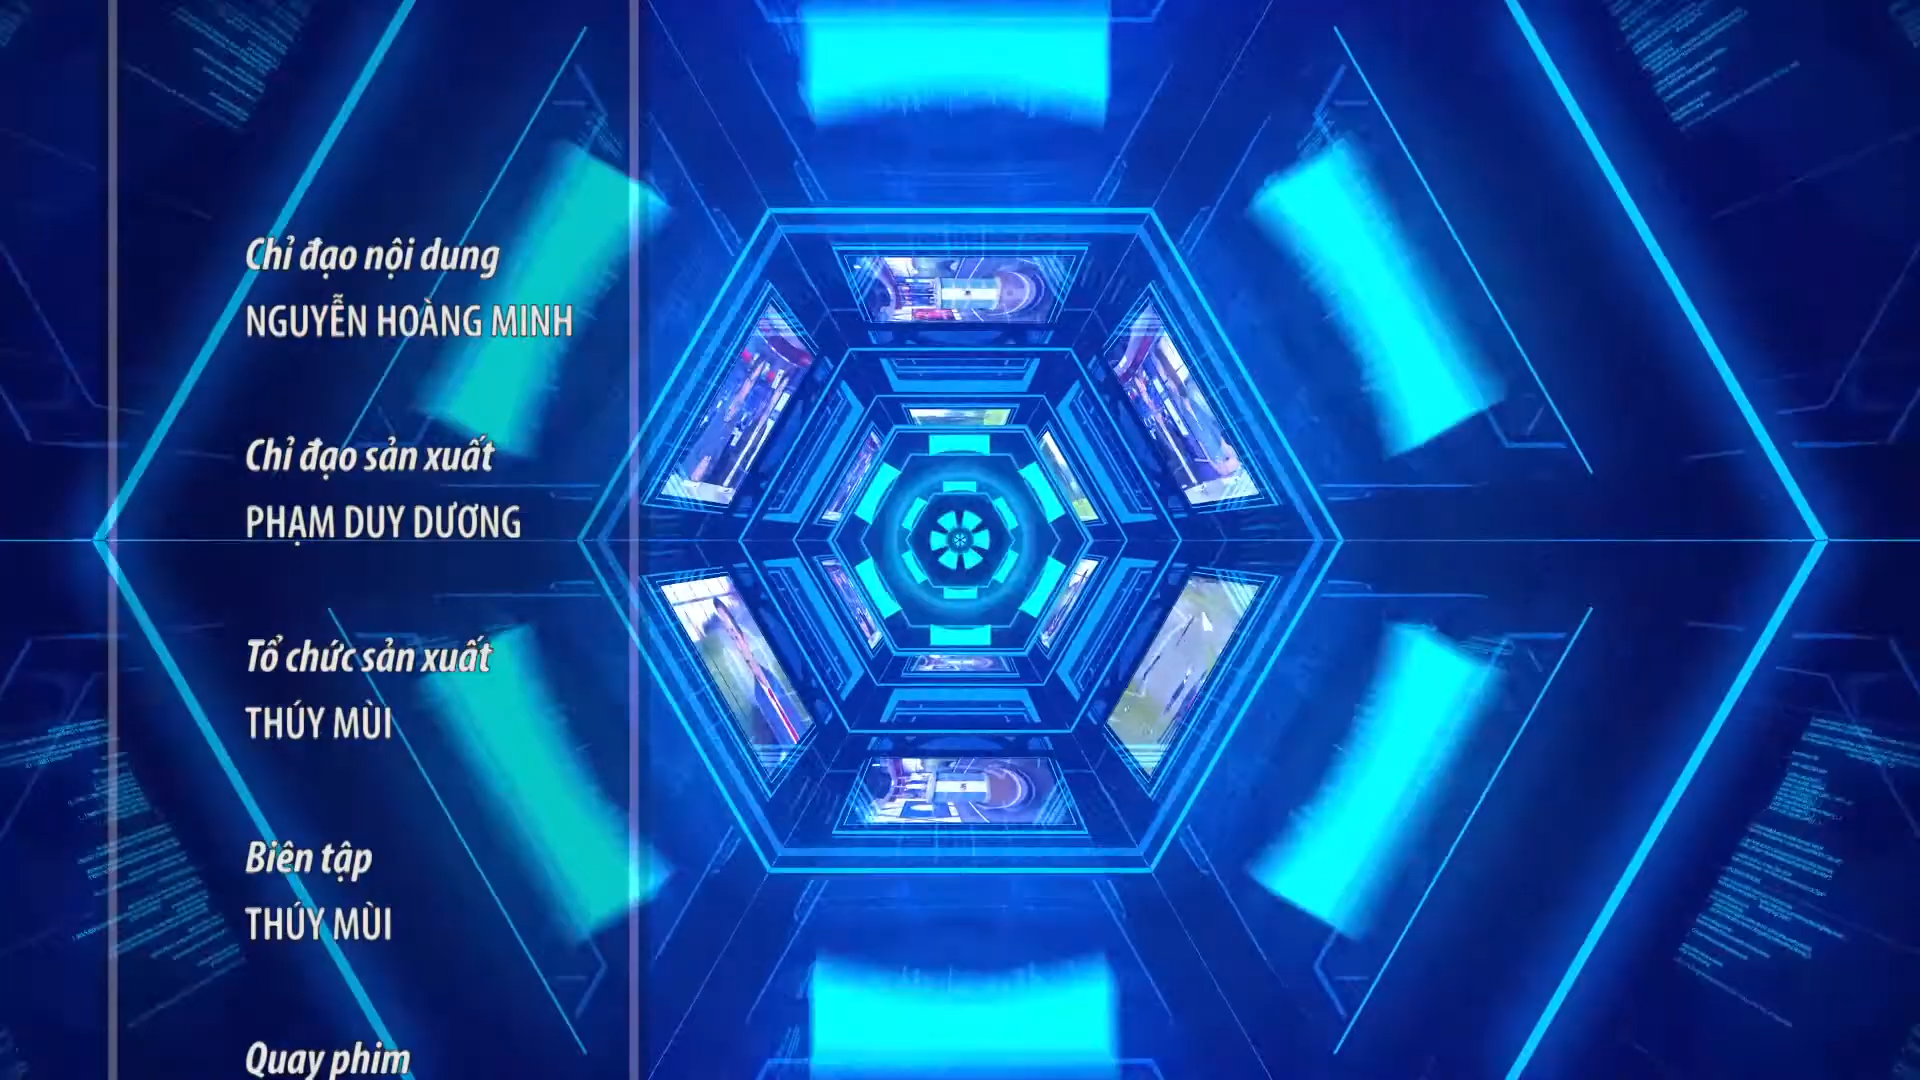 Chỉ đạo nội dung
NGUYỄN HOÀNG MINH
Chỉ đạo sản xuất
PHẠM DUY DƯƠNG
Tổ chức sản xuất
THÚY MÙI
Biên tập
THÚY MÙI
Quay phim